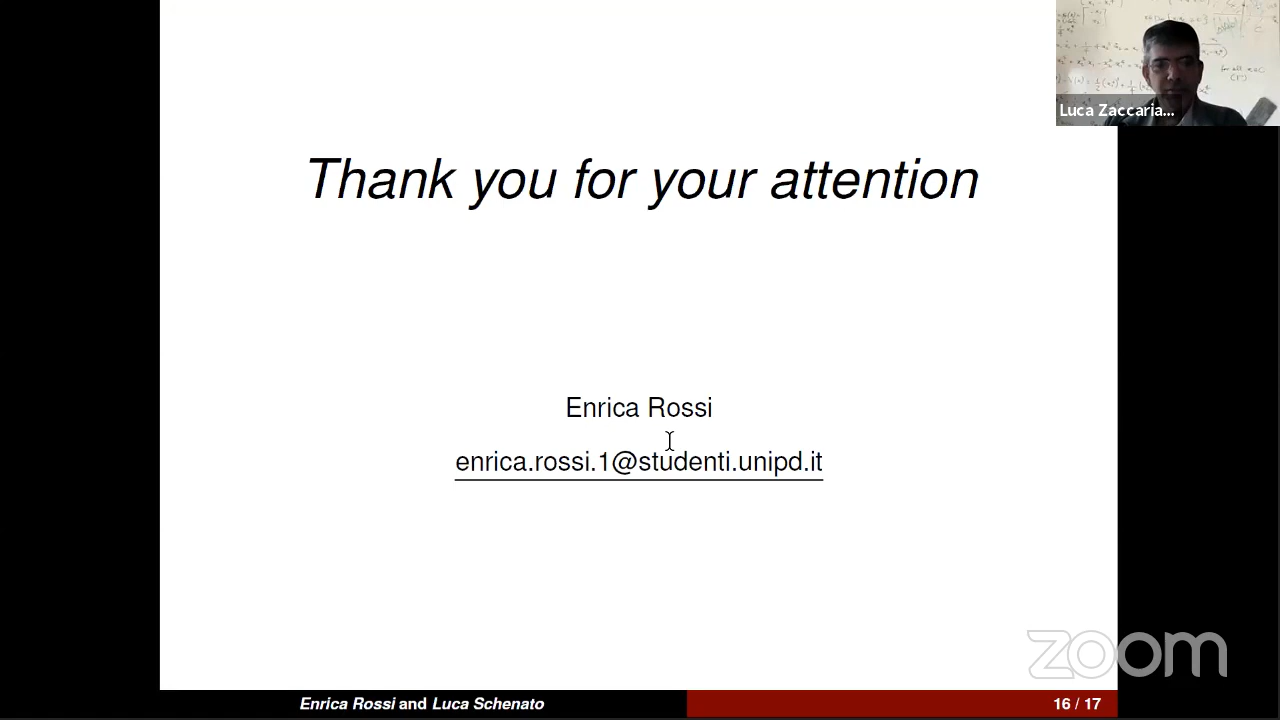 Luca Zaccaria...
Thank you for your attention
Enrica Rossi
enrica.rossi.1@studenti.unipd.it
zoom
Enrica Rossi and Luca Schenato
16 / 17